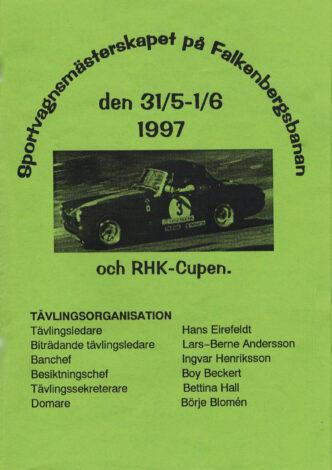 Sportvagnsmästerskapet på Falkenbergsbanan
den 31/5-1/6
1997
3
och RHK-Cupen.
TÄVLINGSORGANISATION
Tävlingsledare Hans Eirefeldt
Biträdande tävlingsledare Lars-Berne Andersson
Banchef Ingvar Henriksson
Besiktningschef Boy Beckert
Tävlingssekreterare Bettina Hall
Domare Börje Blomén